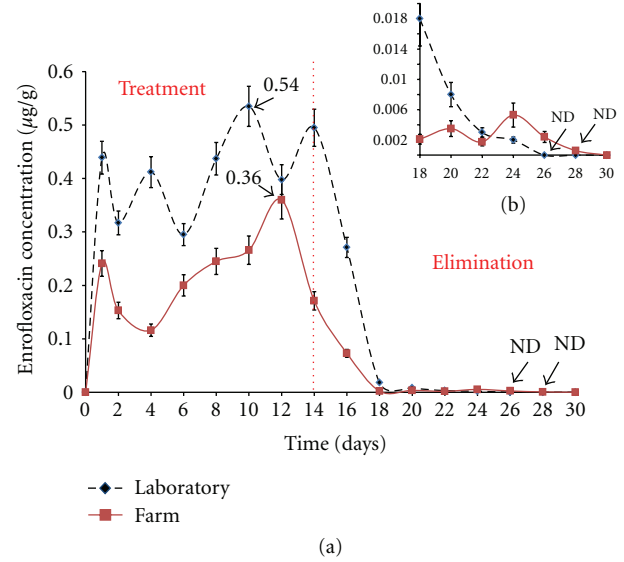 0.018
0.014
0.01
0.006
0.002
18 20 22 24 26 28 30
ND
ND
(b)
Enrofloxacin concentration (μg/g)
0.6
0.5
0.4
0.3
0.2
0.1
0
Treatment
0.54
0.36
Elimination
ND
ND
0 2 4 6 8 10 12 14 16 18 20 22 24 26 28 30
Time (days)
Laboratory
Farm
(a)